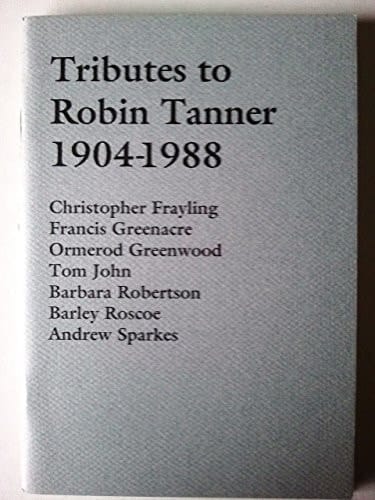 Tributes to
Robin Tanner
1904-1988
Christopher Frayling
Francis Greenacre
Ormerod Greenwood
Tom John
Barbara Robertson
Barley Roscoe
Andrew Sparkes